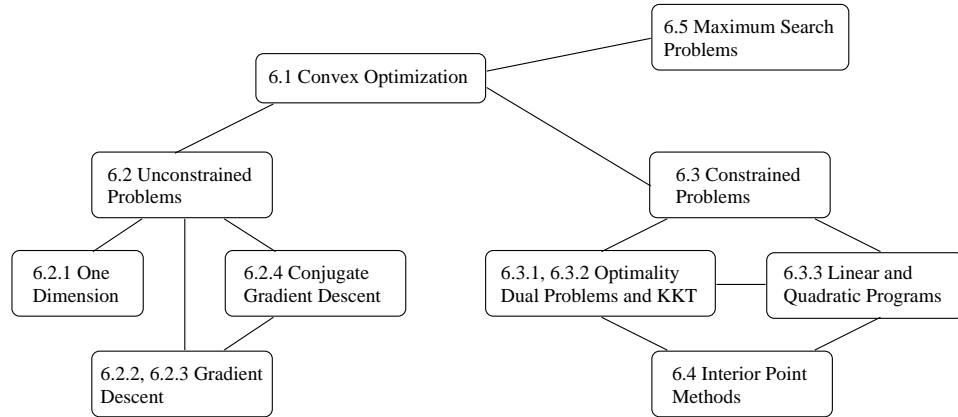 6.5 Maximum Search
Problems
6.1 Convex Optimization
6.2 Unconstrained
Problems
6.3 Constrained
Problems
6.2.1 One
Dimension
6.2.4 Conjugate
Gradient Descent
6.3.1, 6.3.2 Optimality
Dual Problems and KKT
6.3.3 Linear and
Quadratic Programs
6.2.2, 6.2.3 Gradient
Descent
6.4 Interior Point
Methods